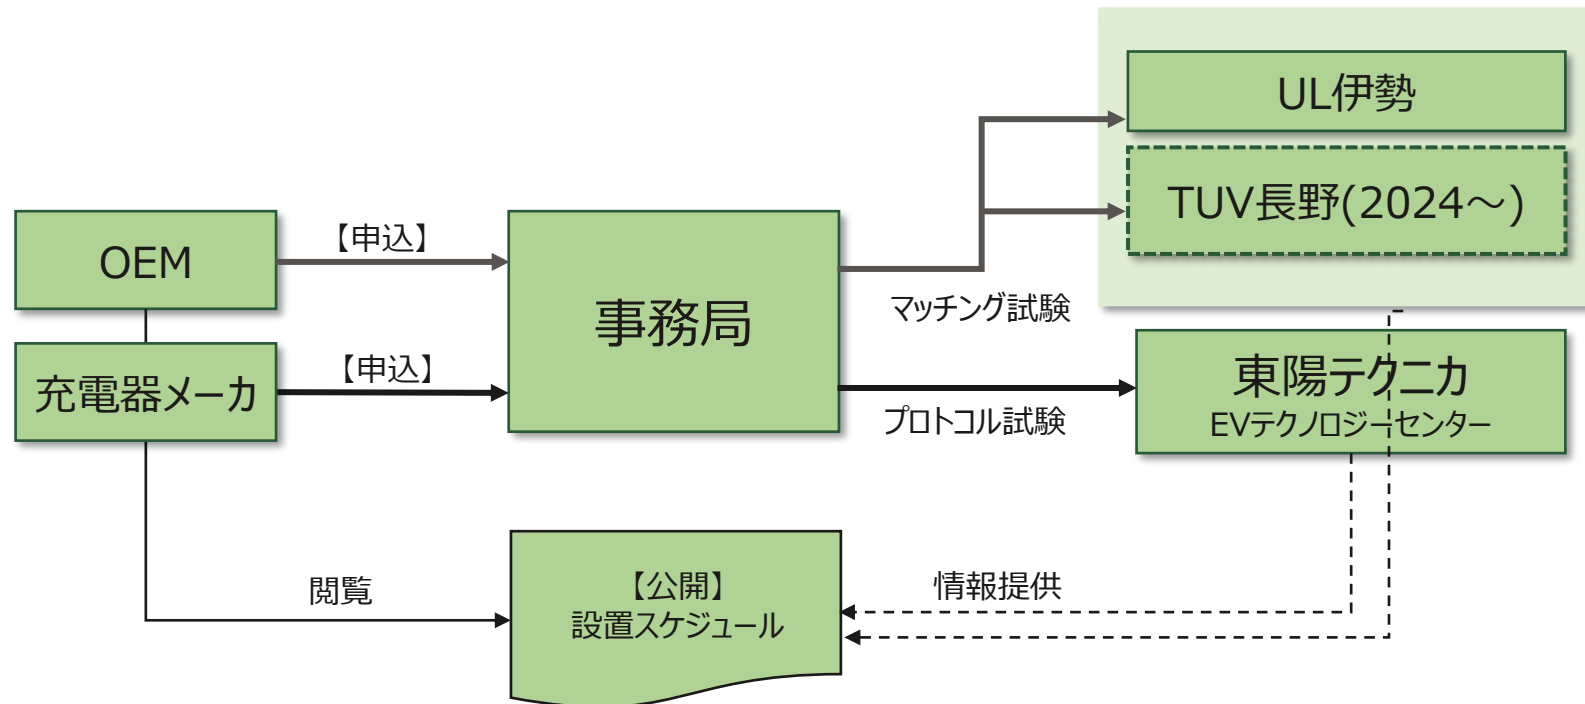 UL伊勢
TUV長野(2024～)
OEM
【申込】
事務局
マッチング試験
充電器メーカ
【申込】
プロトコル試験
東陽テクニカ
EVテクノロジーセンター
閲覧
【公開】
設置スケジュール
情報提供